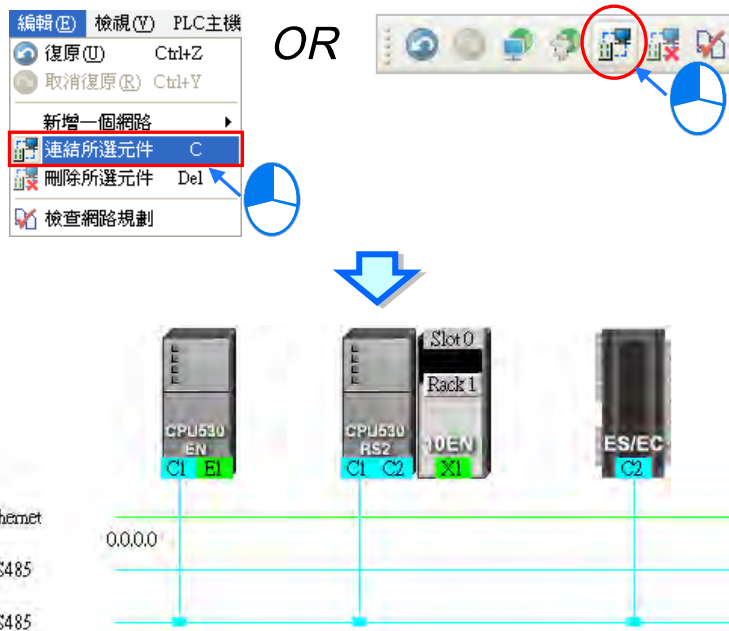 編輯(E) 檢視(V) PLC主機
復原(U) Ctrl+Z
取消復原(R) Ctrl+Y
新增一個網路
連結所選元件 C
刪除所選元件 Del
檢查網路規劃
OR
Slot 0
Rack 1
CPU530
EN
C1 E1
CPU530
RS2
C1 C2
10EN
X1
ES/EC
C2
hernet
0.0.0.0
S485
S485